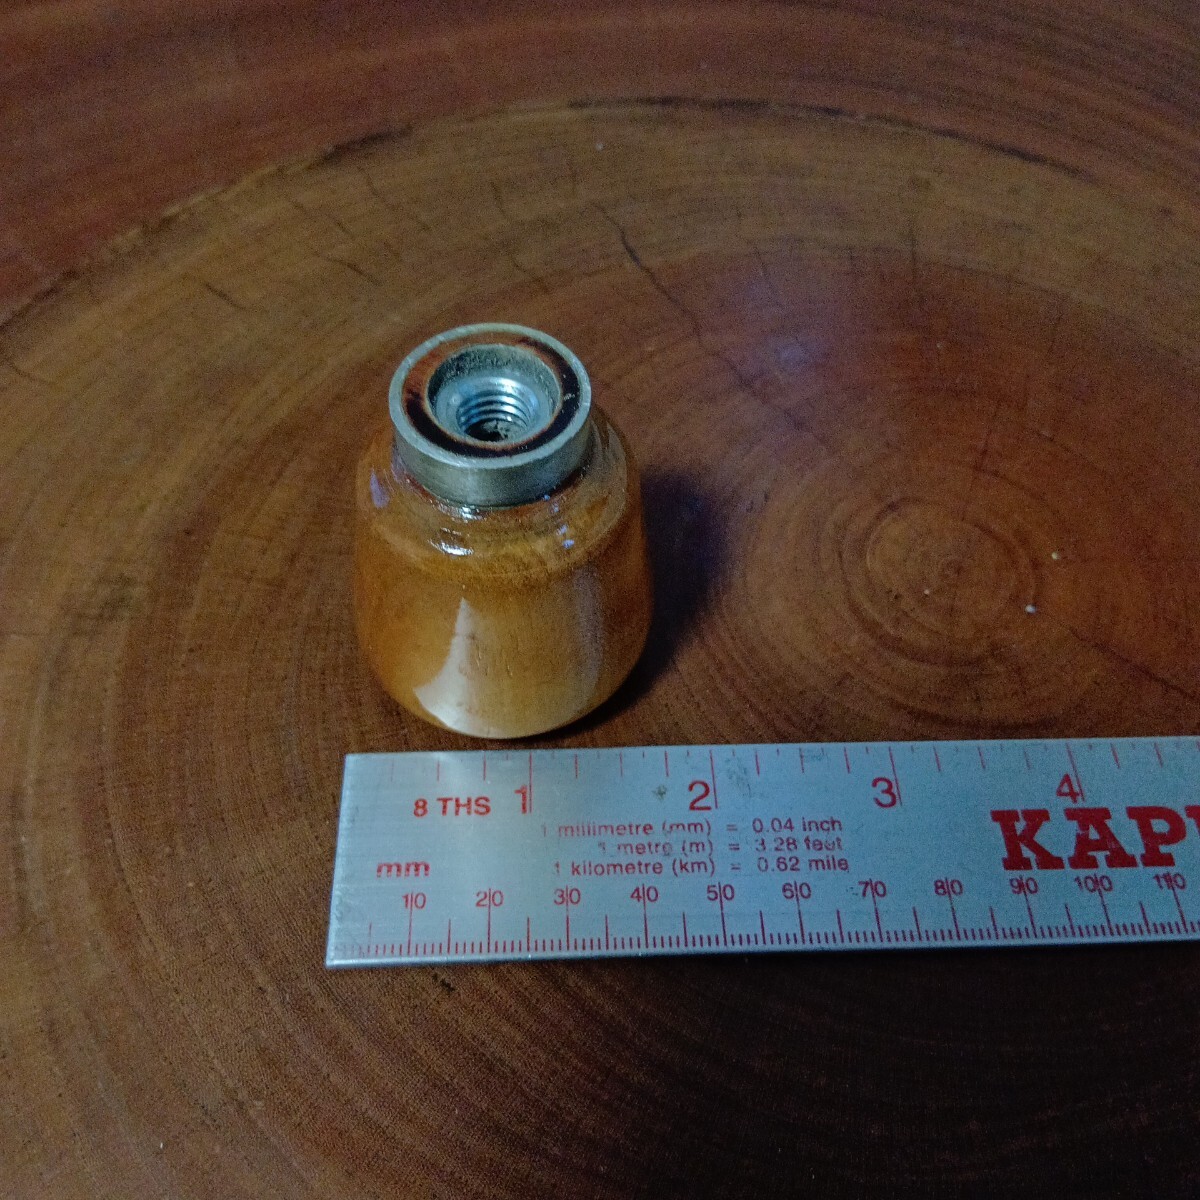 8 THS 1 2 3 4
1 millimetre (mm) = 0.04 inch
1 metre (m) = 3.28 feet
1 kilometre (km) = 0.62 mile
KAP
mm
10 20 30 40 50 60 70 80 90 100 110